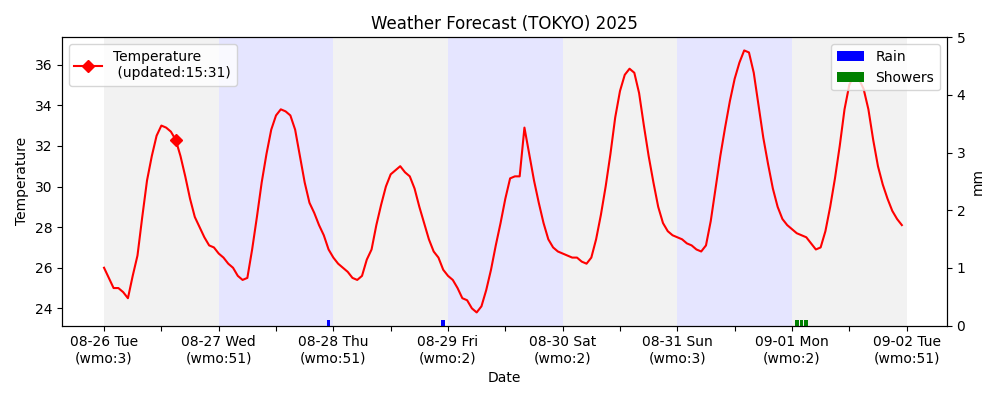 Weather Forecast (TOKYO) 2025
Temperature
(updated:15:31)
Rain
Showers
Temperature
36
34
32
30
28
26
24
5
4
3
2
1
0
mm
08-26 Tue
(wmo:3)
08-27 Wed
(wmo:51)
08-28 Thu
(wmo:51)
08-29 Fri
(wmo:2)
08-30 Sat
(wmo:2)
08-31 Sun
(wmo:3)
09-01 Mon
(wmo:2)
09-02 Tue
(wmo:51)
Date